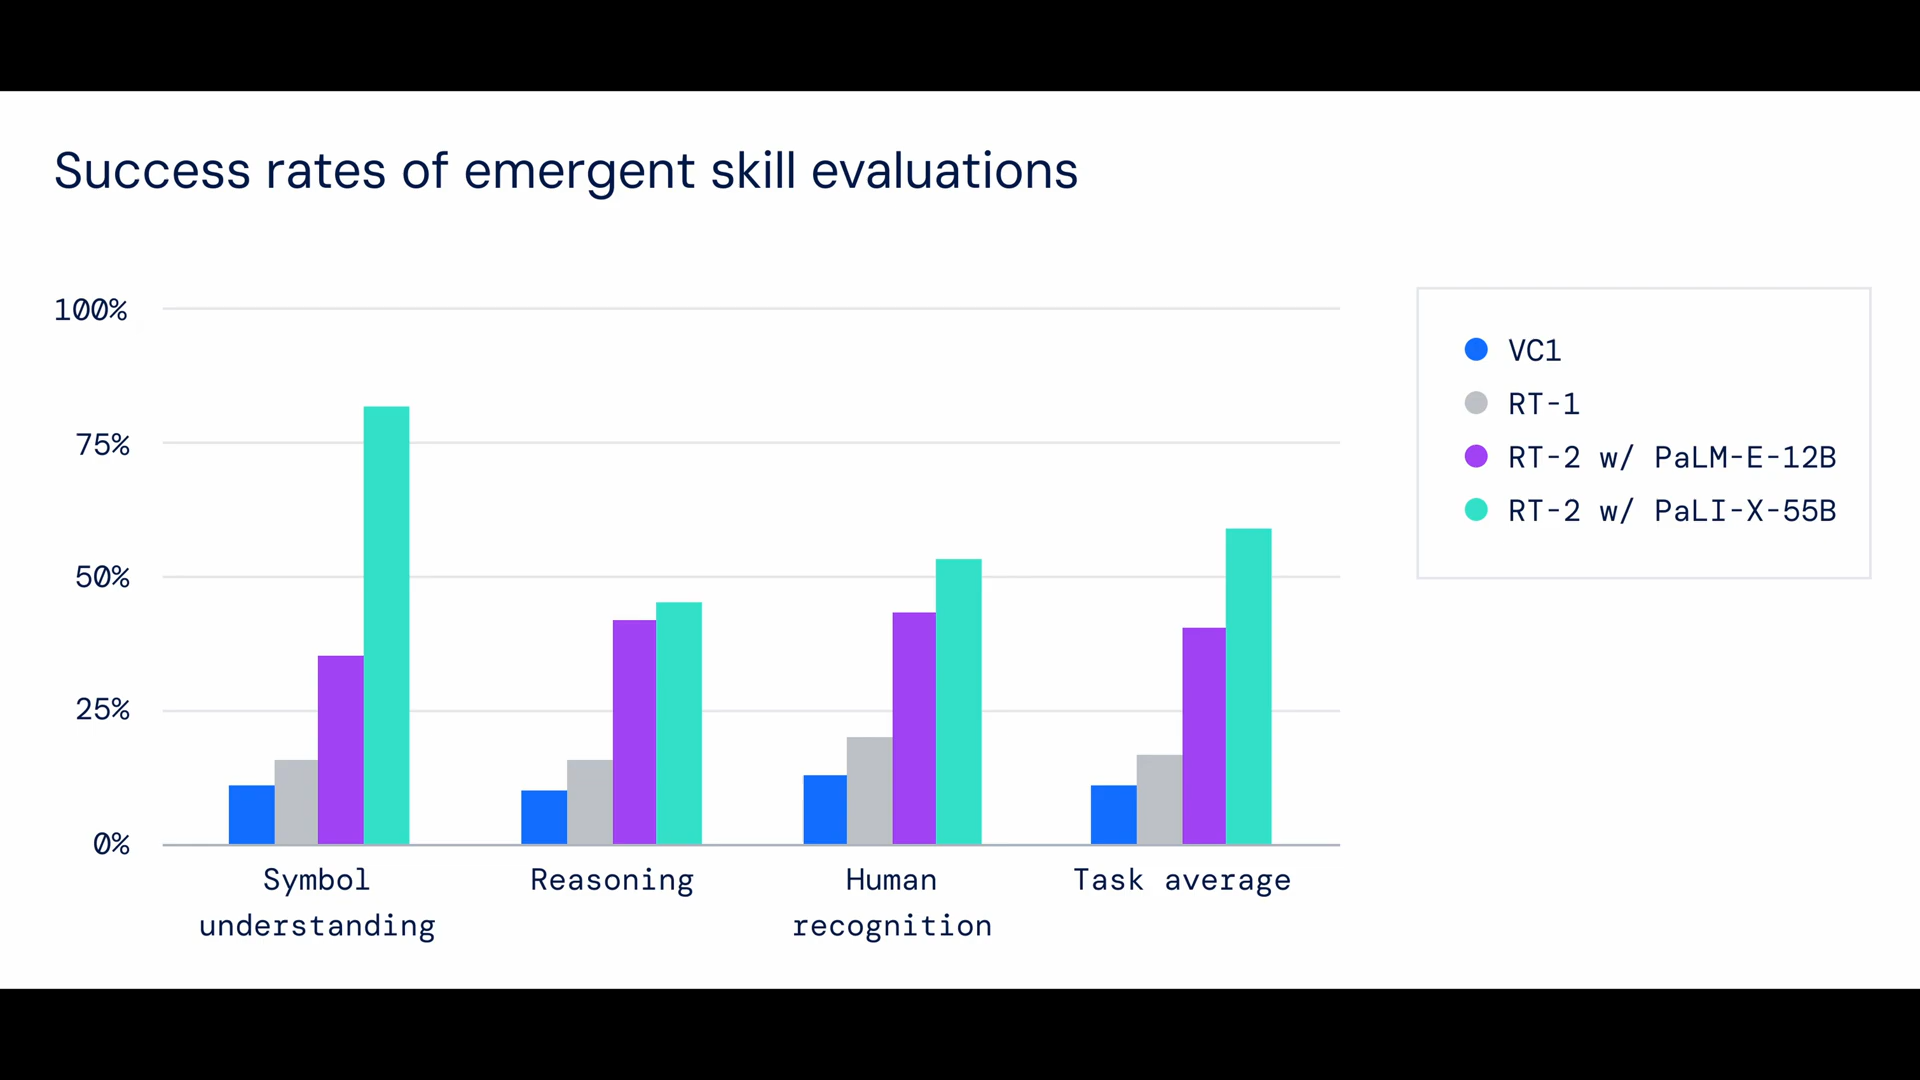 Success rates of emergent skill evaluations
100%
75%
50%
25%
0%
Symbol
understanding
Reasoning
Human
recognition
Task average
VC1
RT-1
RT-2 w/ PaLM-E-12B
RT-2 w/ PaLI-X-55B